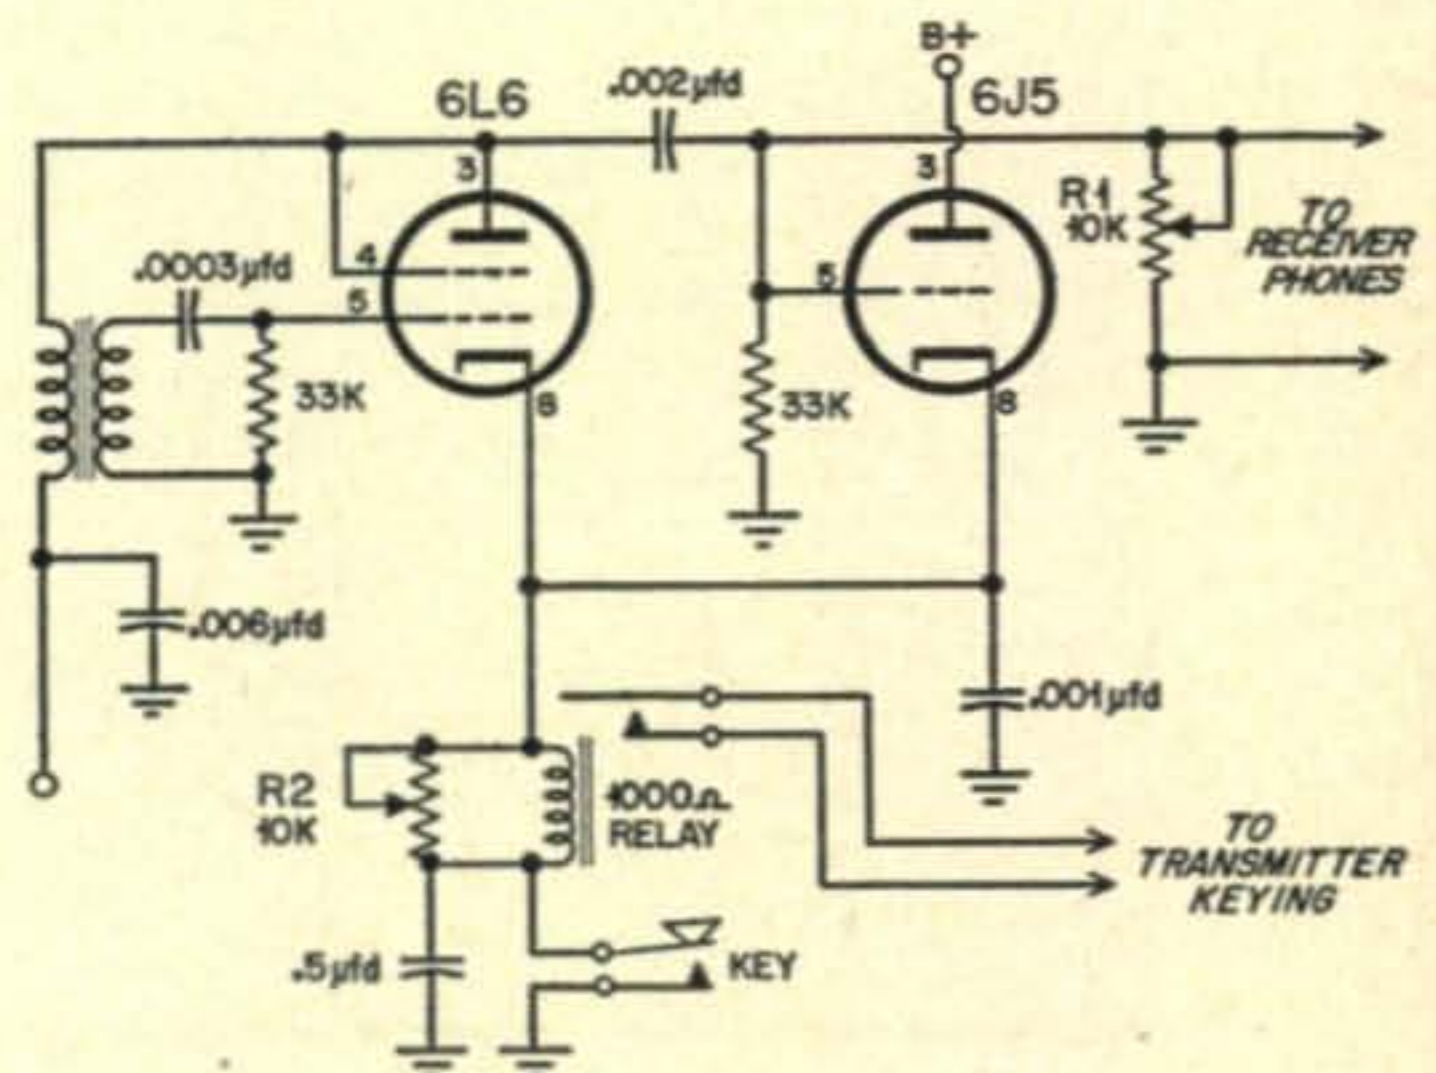 B+
6L6
.002µfd
6J5
3
3
R1
10K
TO
RECEIVER
PHONES
.0003µfd
4
5
5
33K
8
33K
8
.006µfd
.001µfd
R2
10K
1000Ω
RELAY
TO
TRANSMITTER
KEYING
.5µfd
KEY